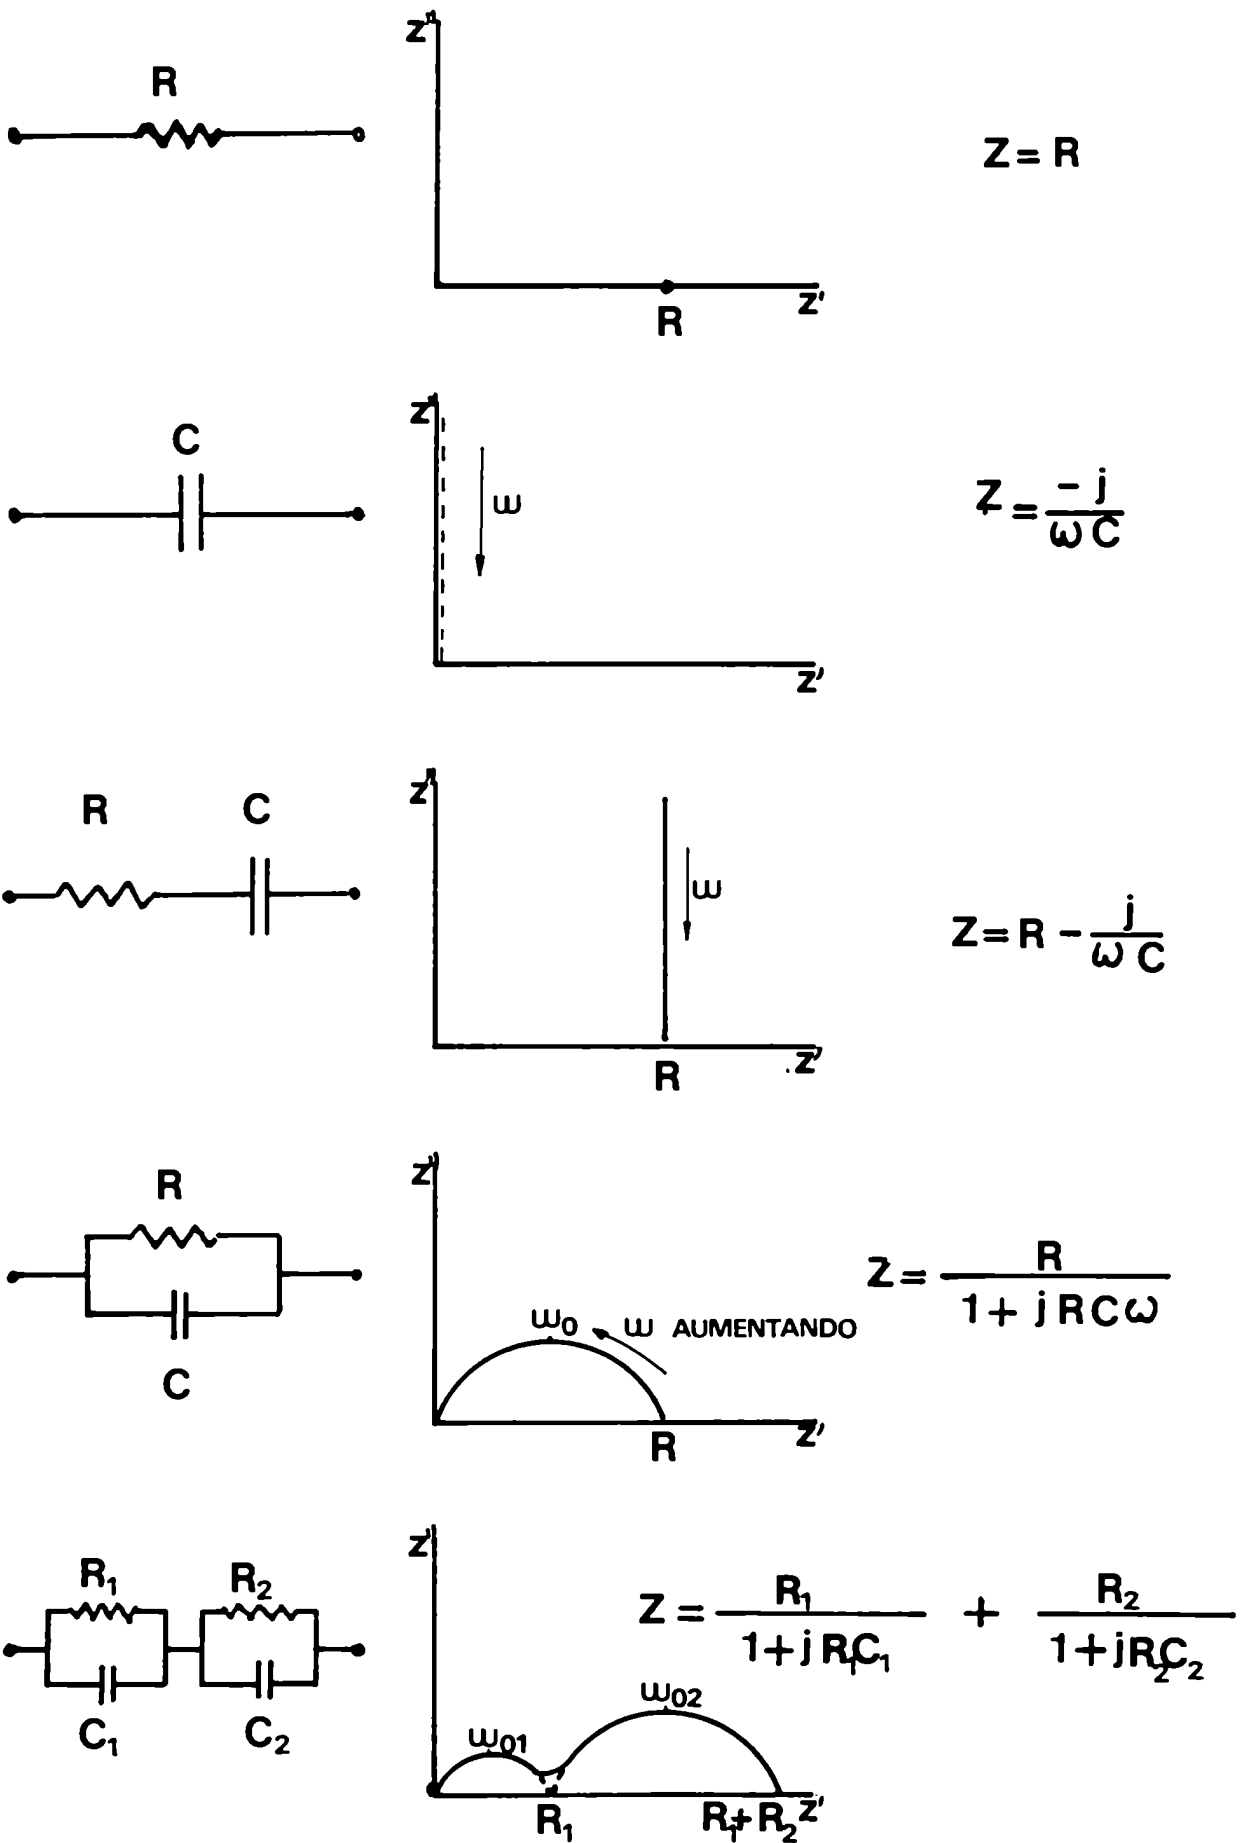 Z"
R
Z = R
Z'
R
Z"
C
ω
Z = -j / ωC
Z'
Z"
R C
ω
Z = R - j / ωC
Z'
R
Z"
R
Z = R / 1 + jRCω
ω₀ ω AUMENTANDO
C
R Z'
Z"
R₁ R₂
Z = R₁ / 1+jR₁C₁ + R₂ / 1+jR₂C₂
ω₀₂
C₁ C₂ ω₀₁
R₁ R₁+R₂ Z'